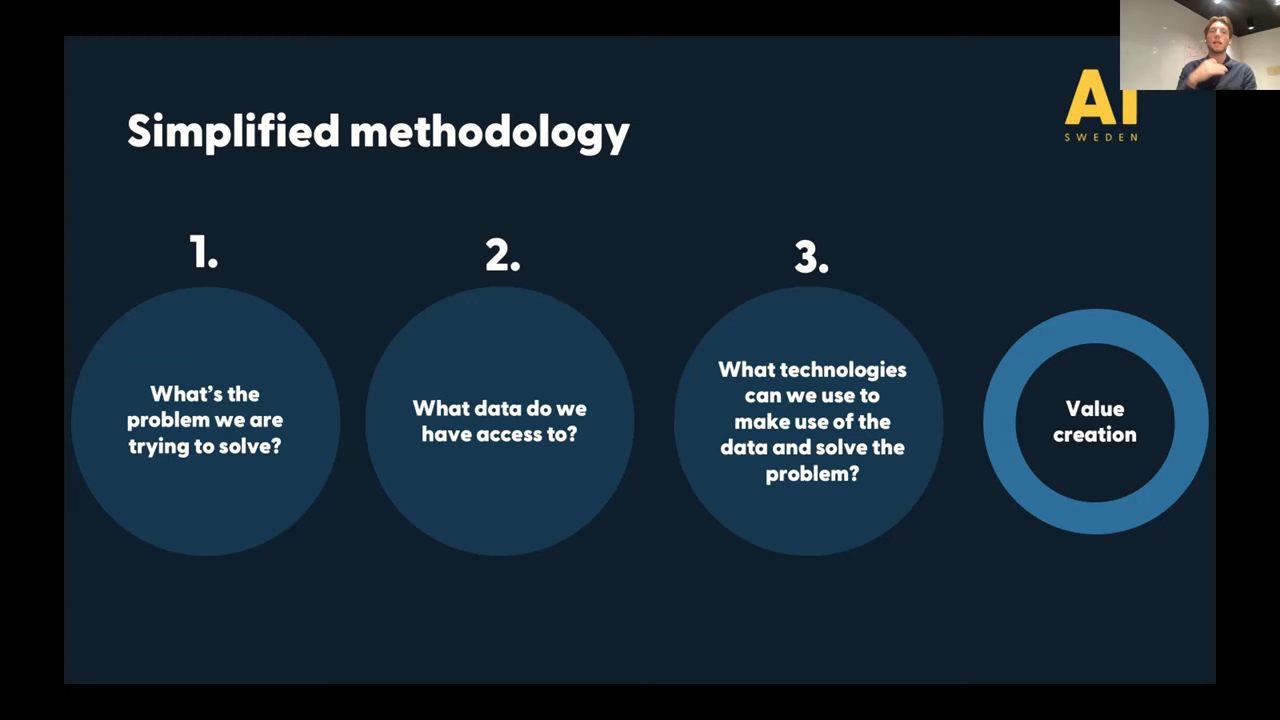 Simplified methodology
AI
SWEDEN
1.
What’s the
problem we are
trying to solve?
2.
What data do we
have access to?
3.
What technologies
can we use to
make use of the
data and solve the
problem?
Value
creation